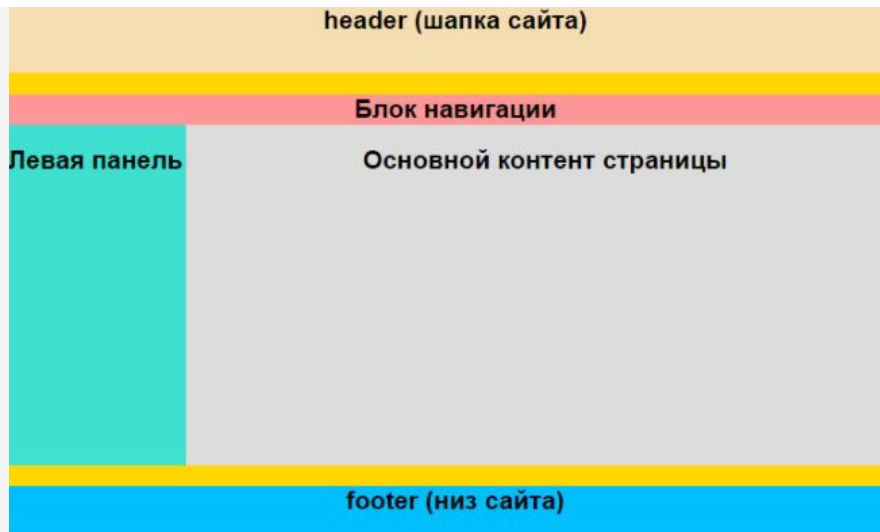 header (шапка сайта)
Блок навигации
Левая панель
Основной контент страницы
footer (низ сайта)